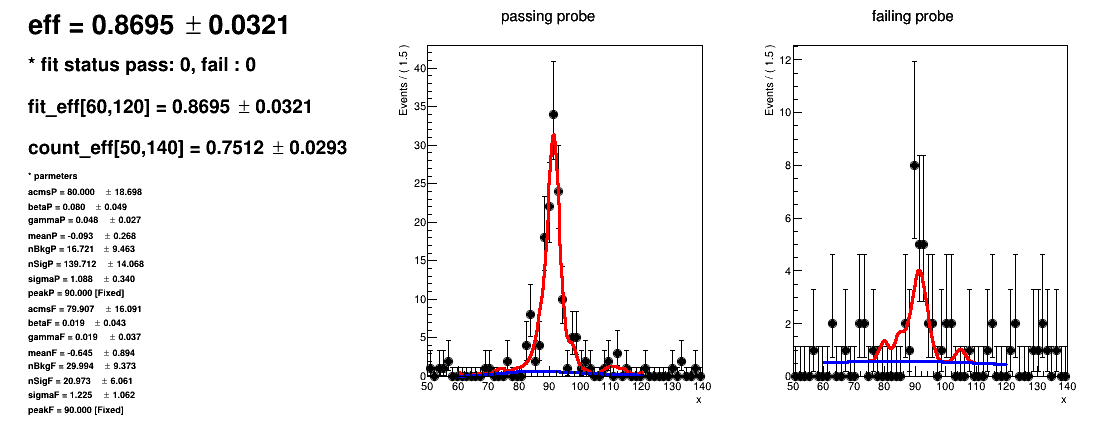 eff = 0.8695 ± 0.0321
* fit status pass: 0, fail : 0
fit_eff[60,120] = 0.8695 ± 0.0321
count_eff[50,140] = 0.7512 ± 0.0293
* parmeters
acmsP = 80.000 ± 18.698
betaP = 0.080 ± 0.049
gammaP = 0.048 ± 0.027
meanP = -0.093 ± 0.268
nBkgP = 16.721 ± 9.463
nSigP = 139.712 ± 14.068
sigmaP = 1.088 ± 0.340
peakP = 90.000 [Fixed]
acmsF = 79.907 ± 16.091
betaF = 0.019 ± 0.043
gammaF = 0.019 ± 0.037
meanF = -0.645 ± 0.894
nBkgF = 29.994 ± 9.373
nSigF = 20.973 ± 6.061
sigmaF = 1.225 ± 1.062
peakF = 90.000 [Fixed]
passing probe
Events / ( 1.5 )
40
35
30
25
20
15
10
5
0
50 60 70 80 90 100 110 120 130 140
x
failing probe
Events / ( 1.5 )
12
10
8
6
4
2
0
50 60 70 80 90 100 110 120 130 140
x